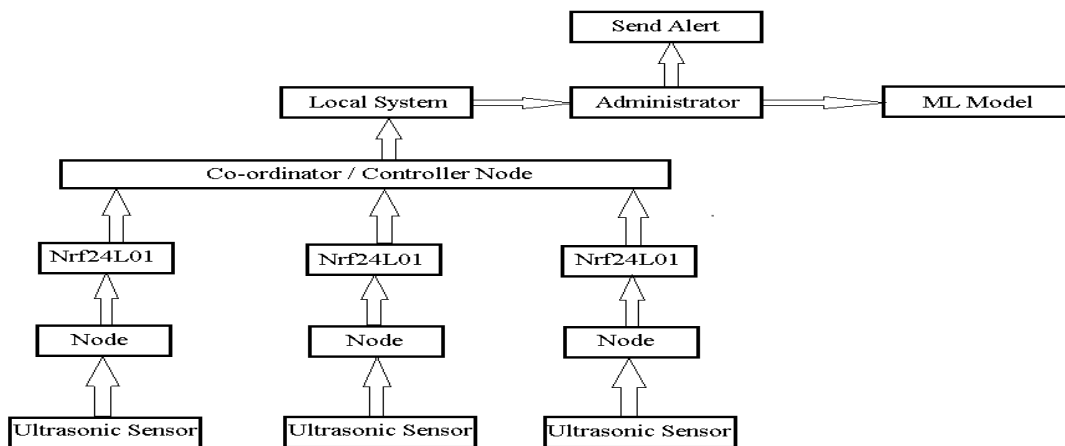 Send Alert
Local System
Administrator
ML Model
Co-ordinator / Controller Node
Nrf24L01
Nrf24L01
Nrf24L01
Node
Node
Node
Ultrasonic Sensor
Ultrasonic Sensor
Ultrasonic Sensor